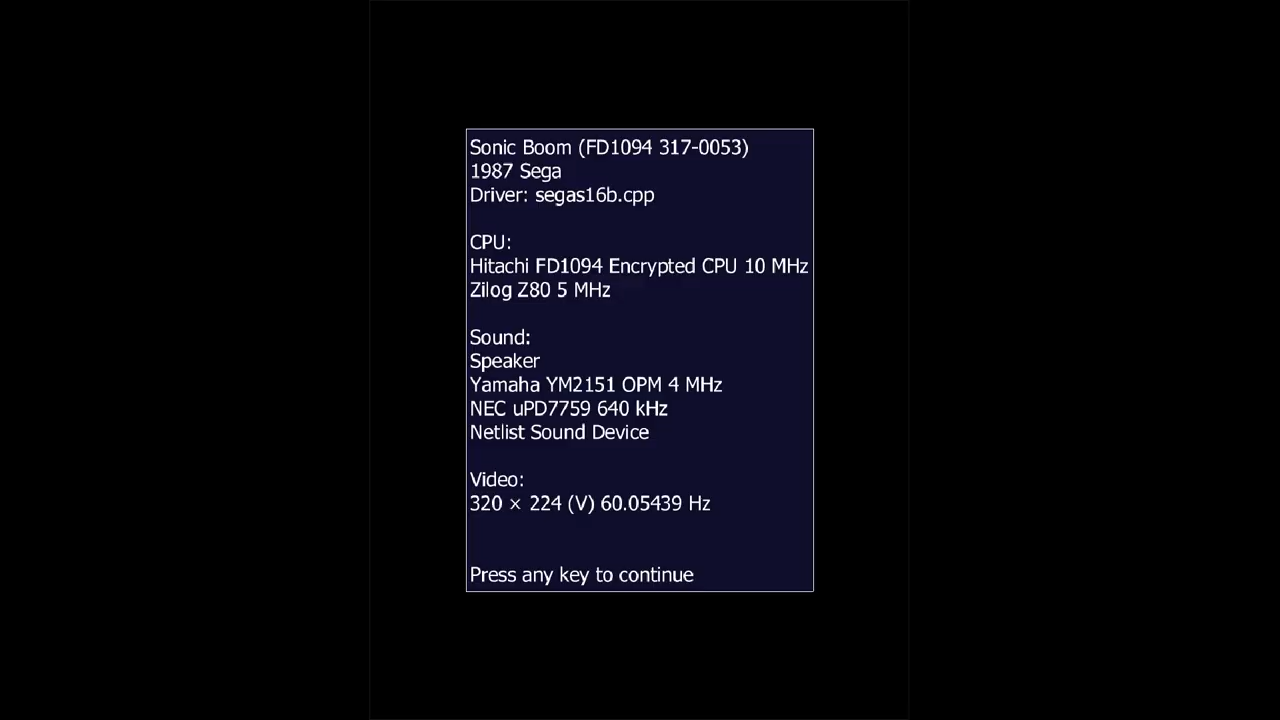 Sonic Boom (FD1094 317-0053)
1987 Sega
Driver: segas16b.cpp
CPU:
Hitachi FD1094 Encrypted CPU 10 MHz
Zilog Z80 5 MHz
Sound:
Speaker
Yamaha YM2151 OPM 4 MHz
NEC uPD7759 640 kHz
Netlist Sound Device
Video:
320 × 224 (V) 60.05439 Hz
Press any key to continue